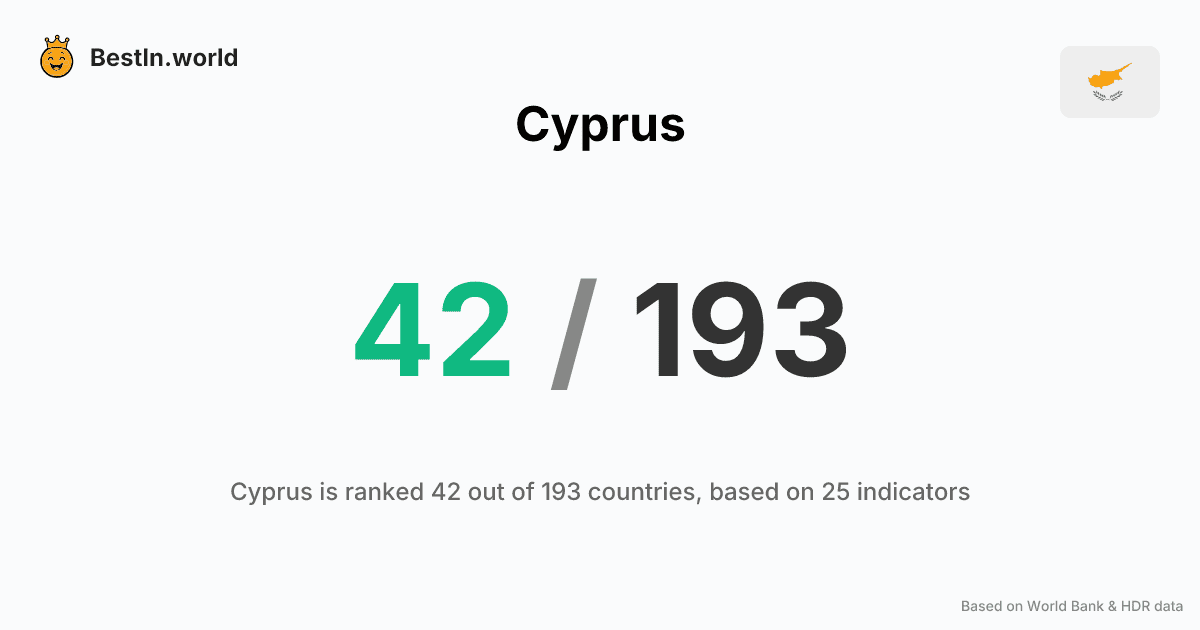 BestIn.world
Cyprus
42 / 193
Cyprus is ranked 42 out of 193 countries, based on 25 indicators
Based on World Bank & HDR data